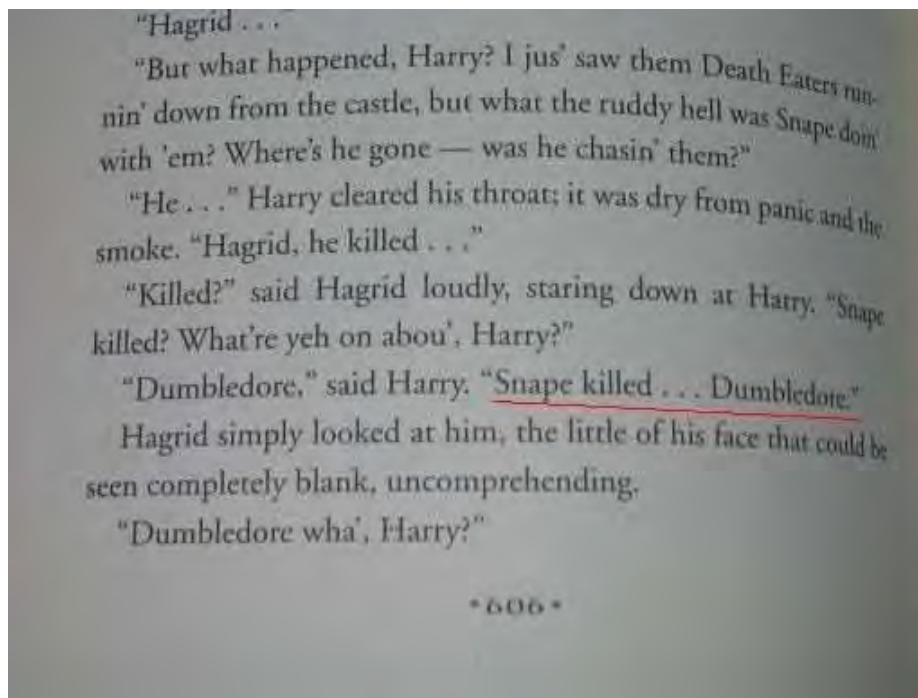 “Hagrid . . .
“But what happened, Harry? I jus’ saw them Death Eaters run-
nin’ down from the castle, but what the ruddy hell was Snape doin’
with ’em? Where’s he gone — was he chasin’ them?”
“He . . .” Harry cleared his throat; it was dry from panic and the
smoke. “Hagrid, he killed . . .”
“Killed?” said Hagrid loudly, staring down at Harry. “Snape
killed? What’re yeh on abou’, Harry?”
“Dumbledore,” said Harry. “Snape killed . . . Dumbledore.”
Hagrid simply looked at him, the little of his face that could be
seen completely blank, uncomprehending.
“Dumbledore wha’, Harry?”
*606*